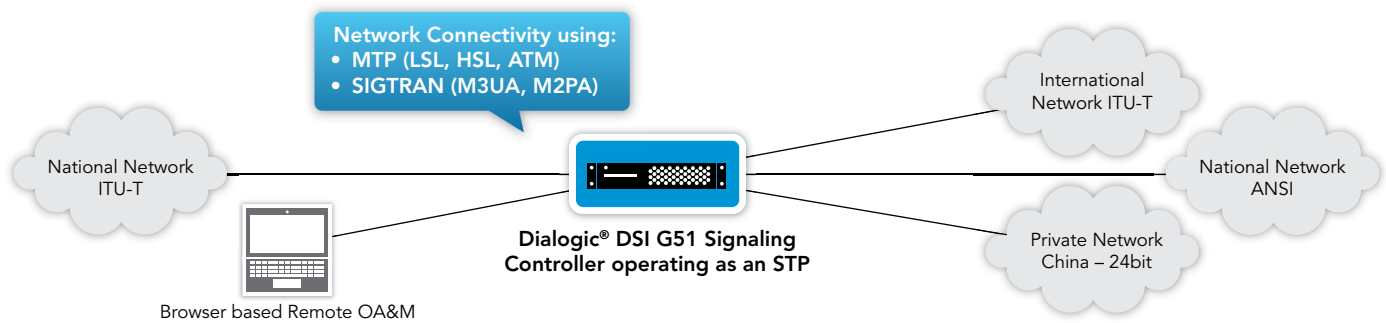 Network Connectivity using:
• MTP (LSL, HSL, ATM)
• SIGTRAN (M3UA, M2PA)
International
Network ITU-T
National Network
ITU-T
National Network
ANSI
Dialogic® DSI G51 Signaling
Controller operating as an STP
Private Network
China – 24bit
Browser based Remote OA&M